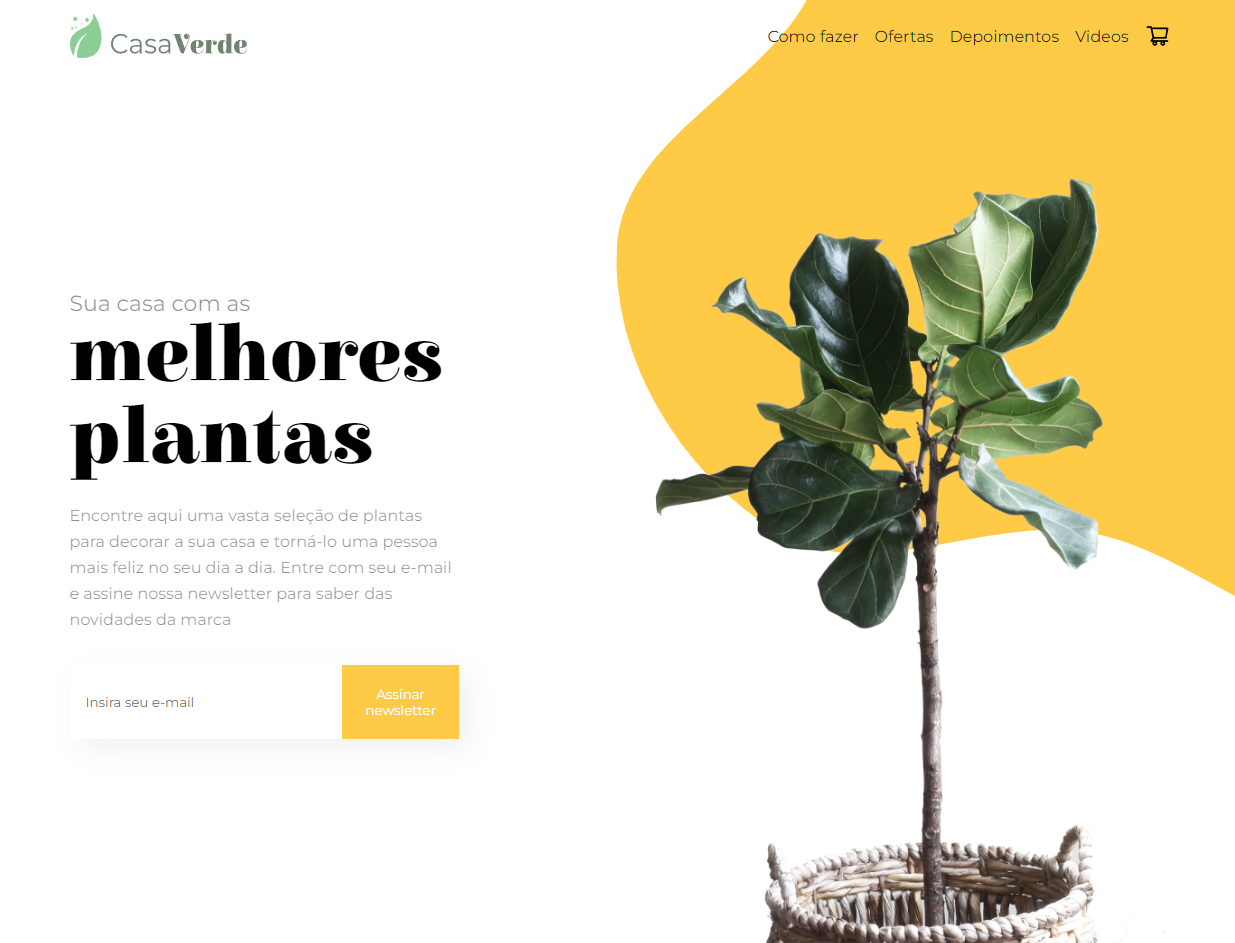 CasaVerde
Como fazer Ofertas Depoimentos Videos
Sua casa com as
melhores
plantas
Encontre aqui uma vasta seleção de plantas
para decorar a sua casa e torná-lo uma pessoa
mais feliz no seu dia a dia. Entre com seu e-mail
e assine nossa newsletter para saber das
novidades da marca
Insira seu e-mail
Assinar
newsletter